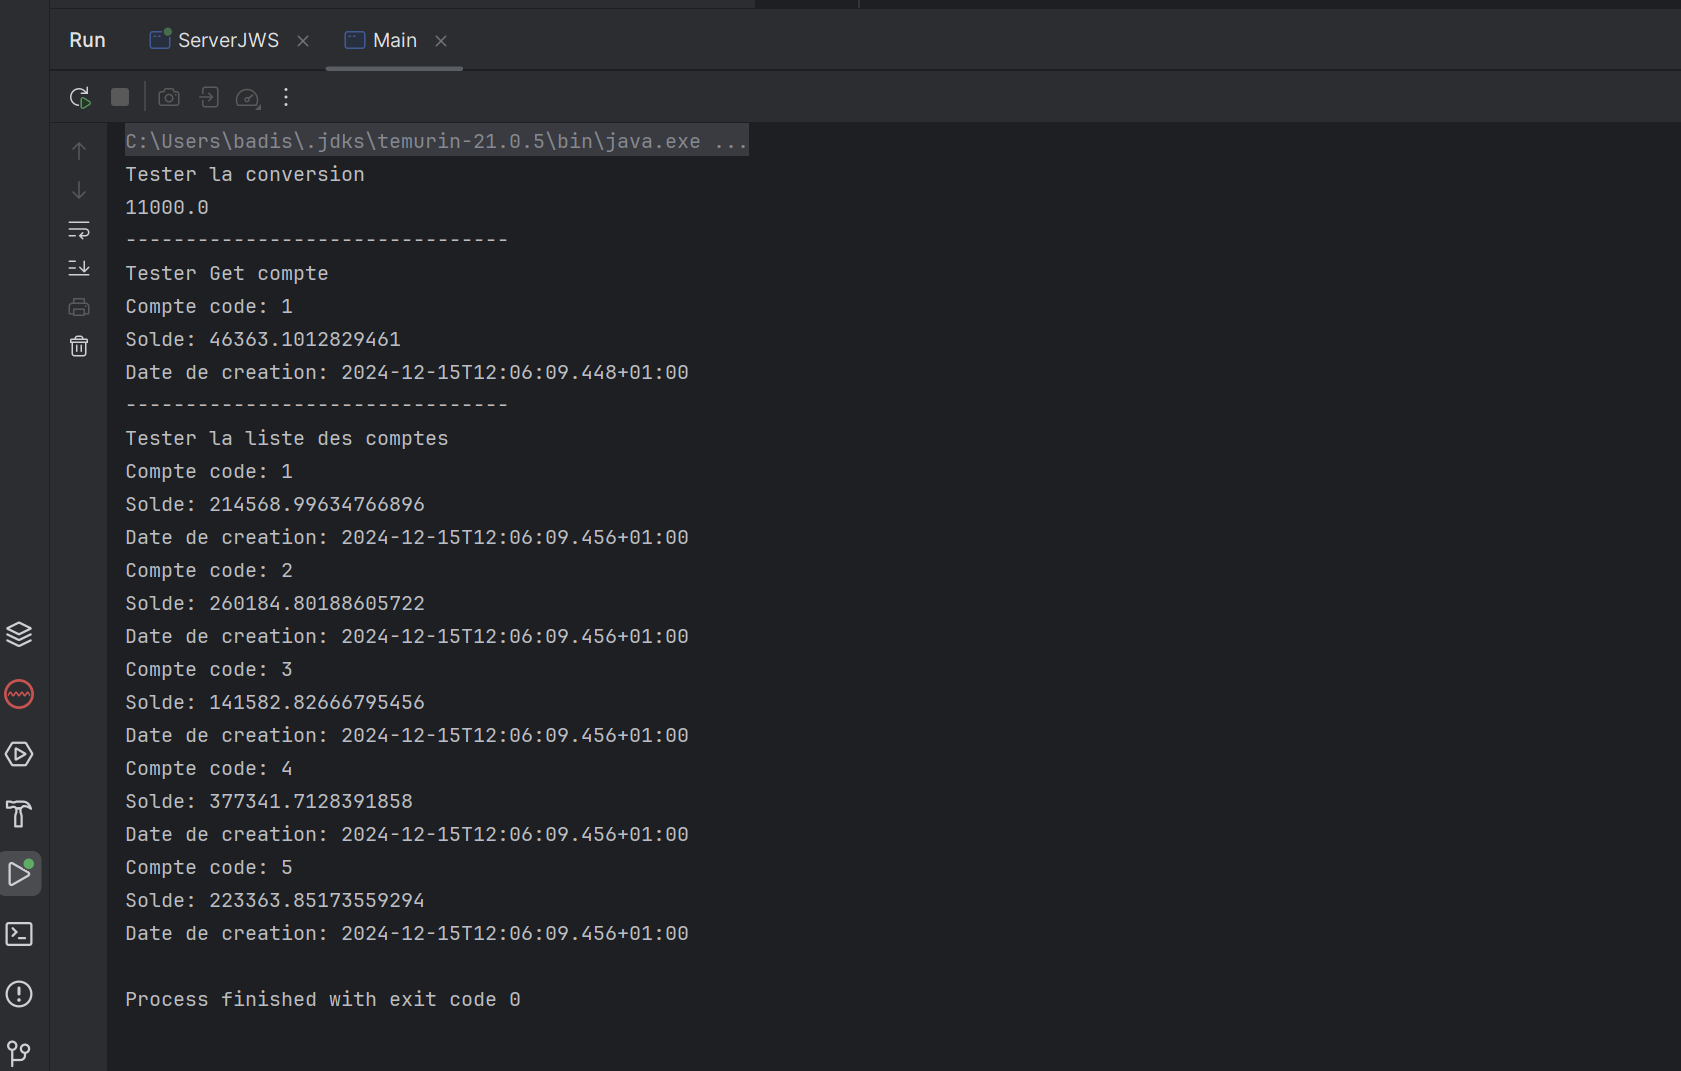 Run ServerJWS Main
C:\Users\badis\.jdks\temurin-21.0.5\bin\java.exe ...
Tester la conversion
11000.0
--------------------------------
Tester Get compte
Compte code: 1
Solde: 46363.1012829461
Date de creation: 2024-12-15T12:06:09.448+01:00
--------------------------------
Tester la liste des comptes
Compte code: 1
Solde: 214568.99634766896
Date de creation: 2024-12-15T12:06:09.456+01:00
Compte code: 2
Solde: 260184.80188605722
Date de creation: 2024-12-15T12:06:09.456+01:00
Compte code: 3
Solde: 141582.82666795456
Date de creation: 2024-12-15T12:06:09.456+01:00
Compte code: 4
Solde: 377341.7128391858
Date de creation: 2024-12-15T12:06:09.456+01:00
Compte code: 5
Solde: 223363.85173559294
Date de creation: 2024-12-15T12:06:09.456+01:00
Process finished with exit code 0